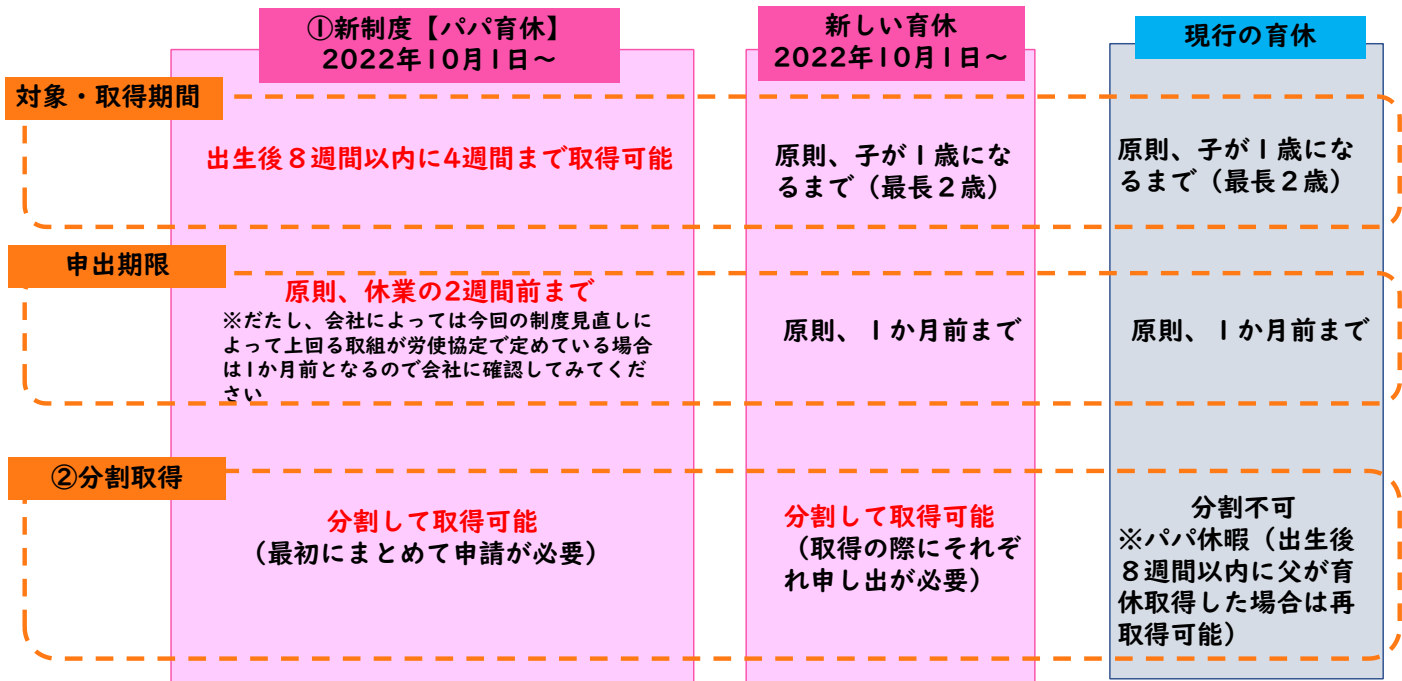 ①新制度【パパ育休】
2022年10月1日~
新しい育休
2022年10月1日~
現行の育休
対象・取得期間
出生後8週間以内に4週間まで取得可能
原則、子が1歳にな
るまで（最長2歳）
原則、子が1歳にな
るまで（最長2歳）
申出期限
原則、休業の2週間前まで
※だたし、会社によっては今回の制度見直しに
よって上回る取組が労使協定で定めている場合
は1か月前となるので会社に確認してみてくだ
さい
原則、1か月前まで
原則、1か月前まで
②分割取得
分割して取得可能
（最初にまとめて申請が必要）
分割して取得可能
（取得の際にそれぞ
れ申し出が必要）
分割不可
※パパ休暇（出生後
8週間以内に父が育
休取得した場合は再
取得可能）